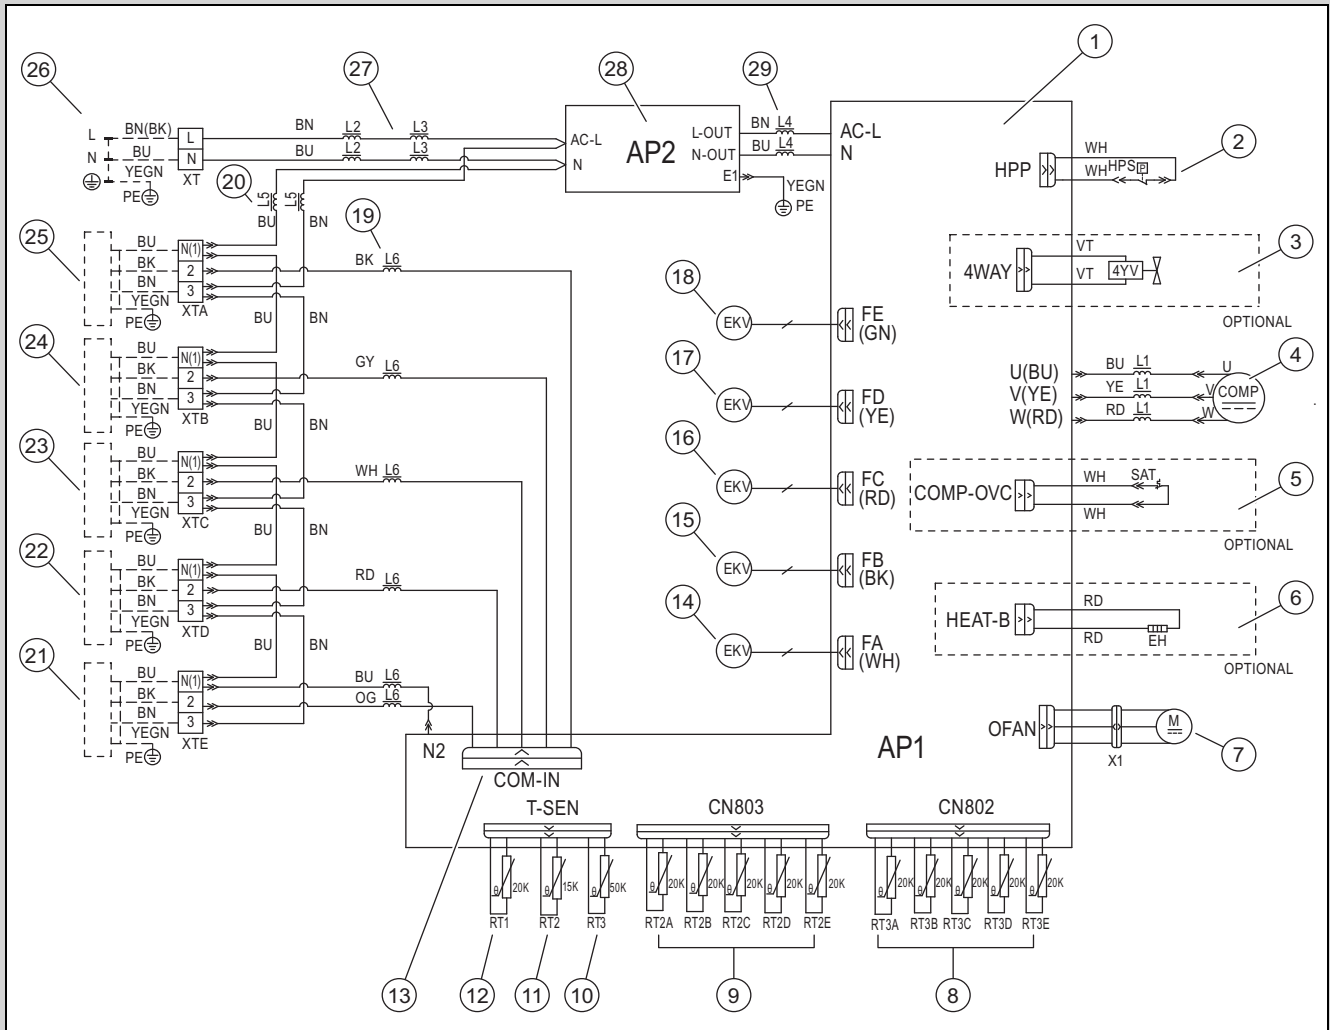 1
26
27
28
29
L
BN(BK)
L
BN
L2
L3
AC-L
AP2
L-OUT
BN
L4
AC-L
N
BU
N
BU
L2
L3
N
N-OUT
BU
L4
N
YEGN
XT
PE
E1
YEGN
PE
HPP
WH
WH
HPS
P
2
20
L5
L5
BU
BN
19
25
BU
N(1)
BK
2
BN
3
YEGN
XTA
PE
BK
L6
BU
BN
4WAY
VT
VT
4YV
3
OPTIONAL
18
EKV
FE
(GN)
24
BU
N(1)
BK
2
BN
3
YEGN
XTB
PE
GY
L6
BU
BN
17
EKV
FD
(YE)
U(BU)
V(YE)
W(RD)
BU
L1
U
YE
L1
V
RD
L1
W
COMP
4
23
BU
N(1)
BK
2
BN
3
YEGN
XTC
PE
WH
L6
BU
BN
16
EKV
FC
(RD)
COMP-OVC
WH
SAT
WH
5
OPTIONAL
22
BU
N(1)
BK
2
BN
3
YEGN
XTD
PE
RD
L6
BU
BN
15
EKV
FB
(BK)
HEAT-B
RD
RD
EH
6
OPTIONAL
14
EKV
FA
(WH)
21
BU
N(1)
BK
2
BN
3
YEGN
XTE
PE
BU
L6
OG
L6
N2
COM-IN
AP1
OFAN
X1
M
7
T-SEN
CN803
CN802
θ
20K
θ
15K
θ
50K
θ
20K
θ
20K
θ
20K
θ
20K
θ
20K
θ
20K
θ
20K
θ
20K
θ
20K
θ
20K
RT1
RT2
RT3
RT2A
RT2B
RT2C
RT2D
RT2E
RT3A
RT3B
RT3C
RT3D
RT3E
13
12
11
10
9
8